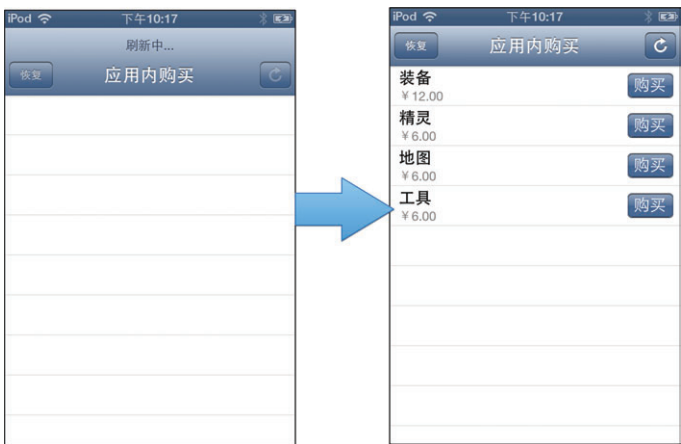 iPod 下午10:17
刷新中...
恢复 应用内购买
iPod 下午10:17
恢复 应用内购买
装备 购买
¥12.00
精灵 购买
¥6.00
地图 购买
¥6.00
工具 购买
¥6.00